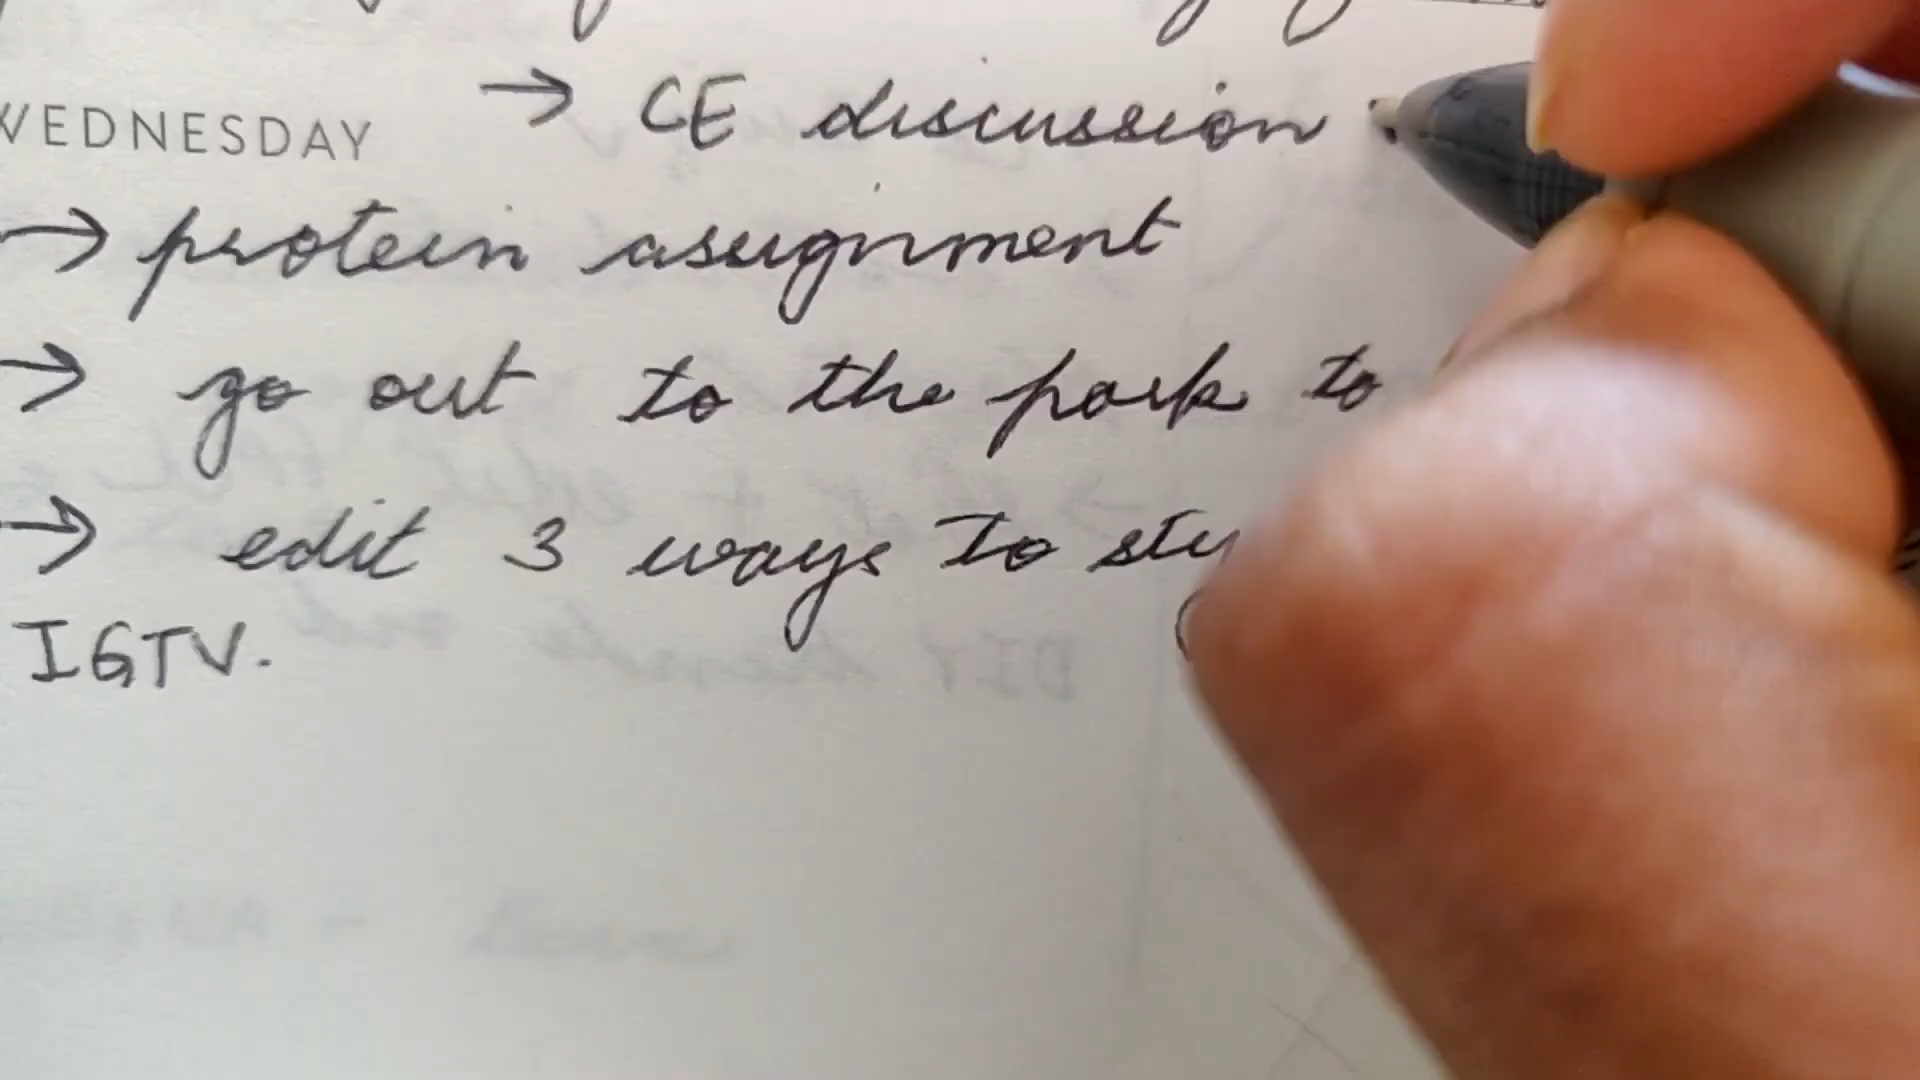 WEDNESDAY → CE discussion
→ protein assignment
→ go out to the park to
→ edit 3 ways to sty
IGTV.